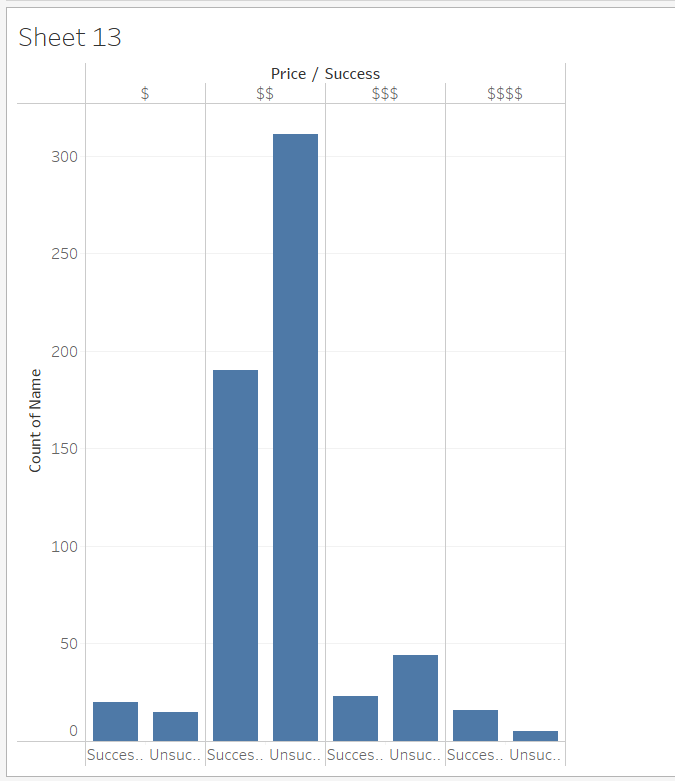 Sheet 13
Price / Success
$ $$ $$$ $$$$
300
250
200
150
100
50
0
Count of Name
Succes.. Unsuc.. Succes.. Unsuc.. Succes.. Unsuc.. Succes.. Unsuc..